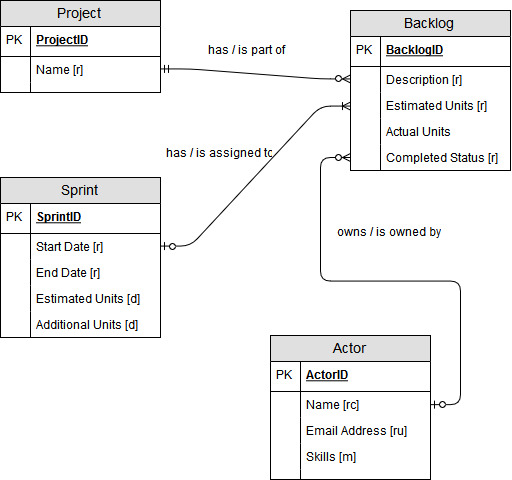 Project
PK ProjectID
Name [r]
has / is part of
Backlog
PK BacklogID
Description [r]
Estimated Units [r]
Actual Units
Completed Status [r]
has / is assigned to
Sprint
PK SprintID
Start Date [r]
End Date [r]
Estimated Units [d]
Additional Units [d]
owns / is owned by
Actor
PK ActorID
Name [rc]
Email Address [ru]
Skills [m]